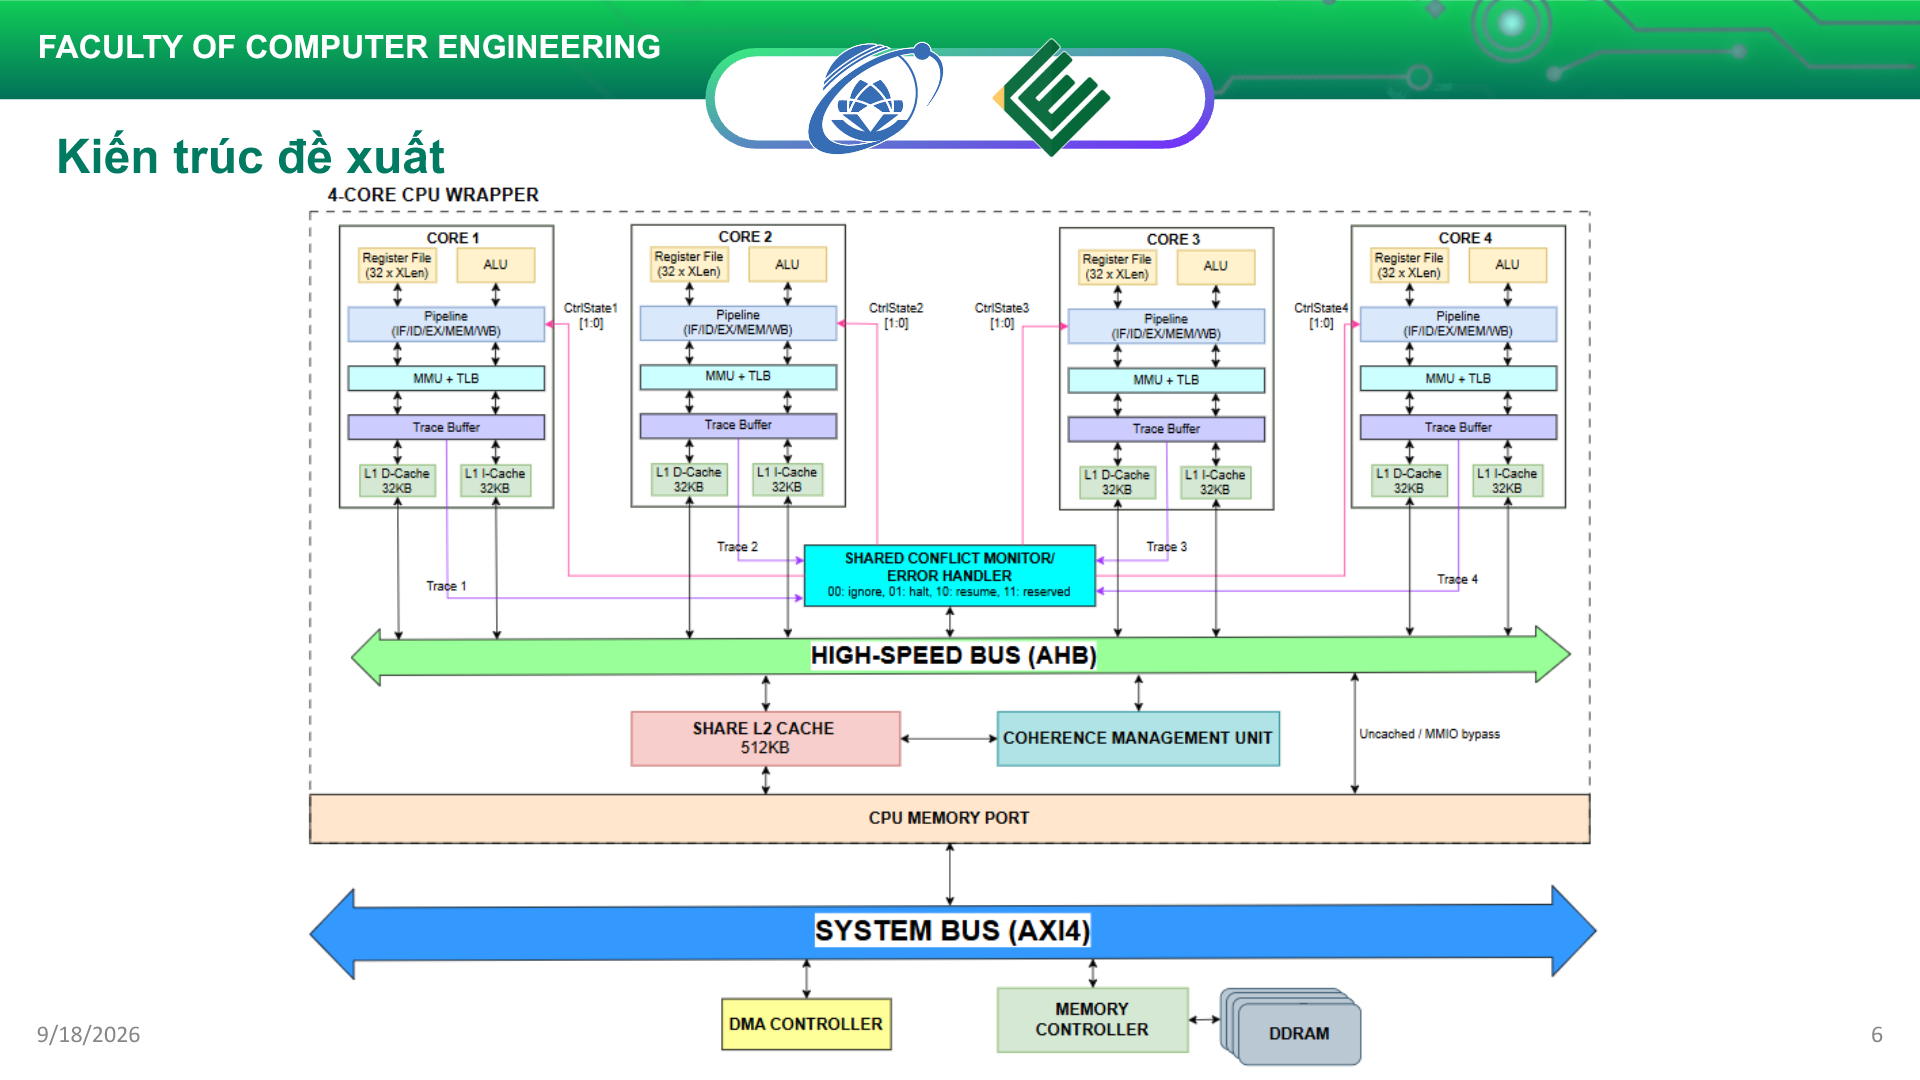 FACULTY OF COMPUTER ENGINEERING
Kiến trúc đề xuất
4-CORE CPU WRAPPER
CORE 1
Register File
(32 x XLen)
ALU
Pipeline
(IF/ID/EX/MEM/WB)
MMU + TLB
Trace Buffer
L1 D-Cache
32KB
L1 I-Cache
32KB
CtrlState1
[1:0]
CORE 2
Register File
(32 x XLen)
ALU
Pipeline
(IF/ID/EX/MEM/WB)
MMU + TLB
Trace Buffer
L1 D-Cache
32KB
L1 I-Cache
32KB
CtrlState2
[1:0]
CtrlState3
[1:0]
CORE 3
Register File
(32 x XLen)
ALU
Pipeline
(IF/ID/EX/MEM/WB)
MMU + TLB
Trace Buffer
L1 D-Cache
32KB
L1 I-Cache
32KB
CtrlState4
[1:0]
CORE 4
Register File
(32 x XLen)
ALU
Pipeline
(IF/ID/EX/MEM/WB)
MMU + TLB
Trace Buffer
L1 D-Cache
32KB
L1 I-Cache
32KB
Trace 1
Trace 2
Trace 3
Trace 4
SHARED CONFLICT MONITOR/
ERROR HANDLER
00: ignore, 01: halt, 10: resume, 11: reserved
HIGH-SPEED BUS (AHB)
SHARE L2 CACHE
512KB
COHERENCE MANAGEMENT UNIT
Uncached / MMIO bypass
CPU MEMORY PORT
SYSTEM BUS (AXI4)
DMA CONTROLLER
MEMORY
CONTROLLER
DDRAM
9/18/2026
6